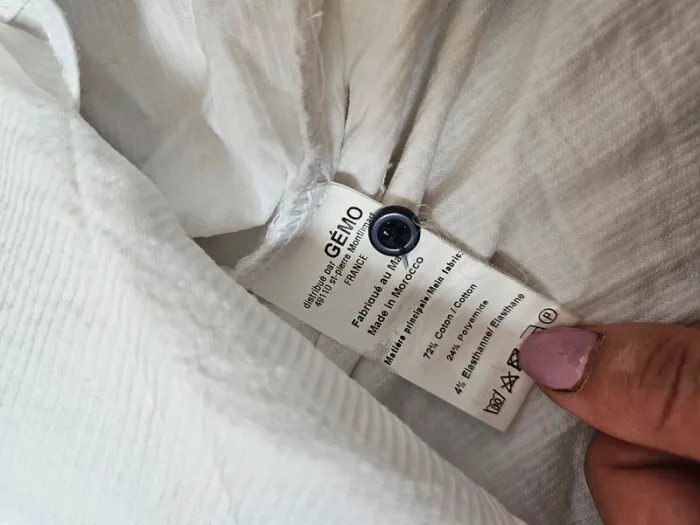 distribué par GÉMO
49110 st-pierre Montlimart
FRANCE
Fabriqué au
Made in Morocco
Matière principale/Main fabric:
72% Coton / Cotton
24% Polyamide
4% Elasthanne/ Elasthane
30 P